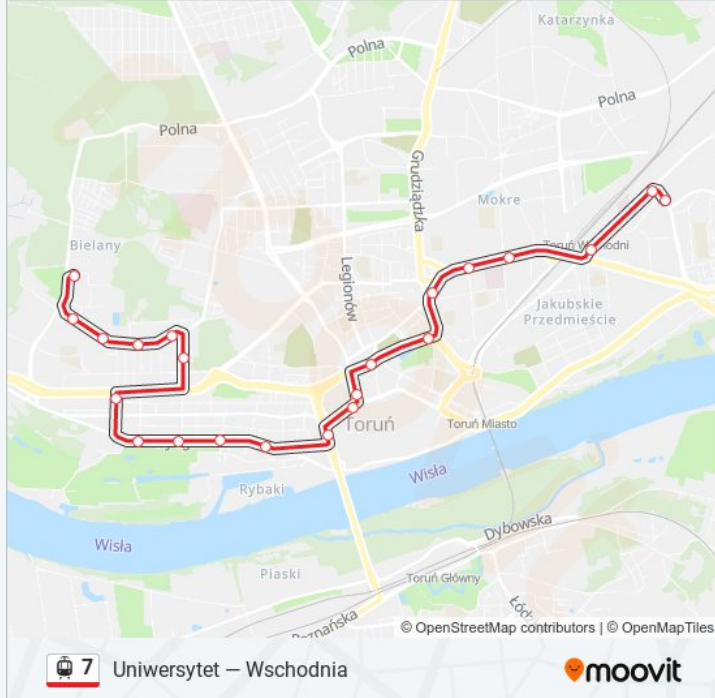 Katarzynka
Polna
Polna
Polna
Grudziądzka
Mokre
Bielany
Toruń W
hodni
Legionów
Jakubskie
Przedmieście
Toruń
Toruń Miasto
Wisła
Rybaki
Wisła
Dybowska
Piaski
Toruń Główny
Poznańska
© OpenStreetMap contributors | © OpenMapTiles
7 Uniwersytet — Wschodnia
moovit